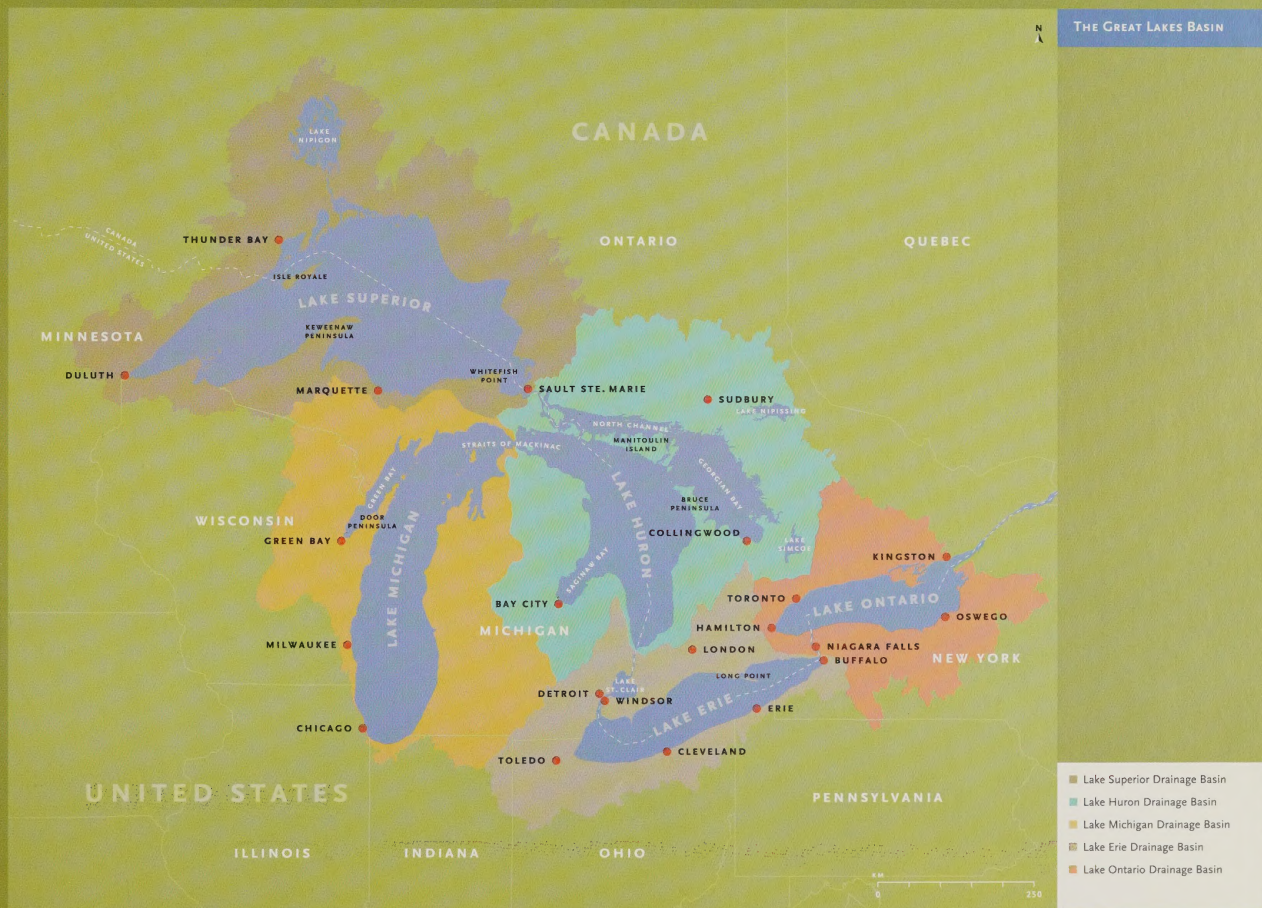 THE GREAT LAKES BASIN
N
CANADA
LAKE
NIPIGON
THUNDER BAY
CANADA
UNITED STATES
ONTARIO
QUEBEC
ISLE ROYALE
LAKE SUPERIOR
MINNESOTA
KEWEENAW
PENINSULA
DULUTH
MARQUETTE
WHITEFISH
POINT
SAULT STE. MARIE
SUDBURY
LAKE NIPISSING
NORTH CHANNEL
STRAITS OF MACKINAC
MANITOULIN
ISLAND
GEORGIAN BAY
GREEN BAY
LAKE HURON
BRUCE
PENINSULA
WISCONSIN
DOOR
PENINSULA
GREEN BAY
LAKE MICHIGAN
COLLINGWOOD
LAKE
SIMCOE
KINGSTON
SAGINAW BAY
BAY CITY
TORONTO
LAKE ONTARIO
OSWEGO
MICHIGAN
HAMILTON
MILWAUKEE
LONDON
NIAGARA FALLS
BUFFALO
NEW YORK
LONG POINT
LAKE
ST. CLAIR
DETROIT
WINDSOR
LAKE ERIE
ERIE
CHICAGO
CLEVELAND
TOLEDO
UNITED STATES
PENNSYLVANIA
ILLINOIS
INDIANA
OHIO
KM
0
250
Lake Superior Drainage Basin
Lake Huron Drainage Basin
Lake Michigan Drainage Basin
Lake Erie Drainage Basin
Lake Ontario Drainage Basin